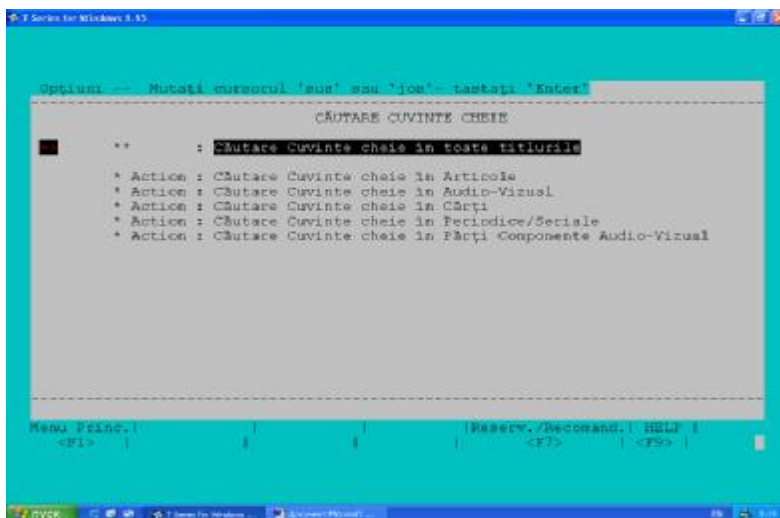 T Series for Windows
Opţiuni -- Mutaţi cursorul 'sus' sau 'jos'- tastaţi 'Enter'
CĂUTARE CUVINTE CHEIE
** : Căutare Cuvinte cheie în toate titlurile
* Action : Căutare Cuvinte cheie în Articole
* Action : Căutare Cuvinte cheie în Audio-Vizual
* Action : Căutare Cuvinte cheie în Cărţi
* Action : Căutare Cuvinte cheie în Periodice/Seriale
* Action : Căutare Cuvinte cheie în Părţi Componente Audio-Vizual
Menu Princ.| | | |Reserv./Recomand.| HELP |
<F1> | | | | <F7> | <F9> |
пуск T Series for Windows ...